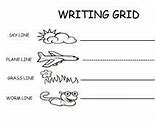 WRITING GRID
SKY LINE
PLANE LINE
GRASS LINE
WORM LINE